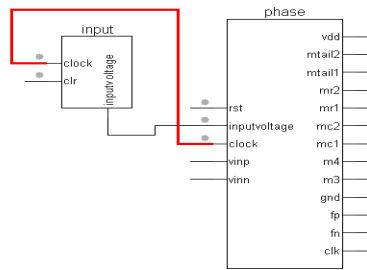 phase
input
clock
clr
inputvoltage
rst
inputvoltage
clock
vinp
vinn
vdd
mtail2
mtail1
mr2
mr1
mc2
mc1
m4
m3
gnd
fp
fn
clk